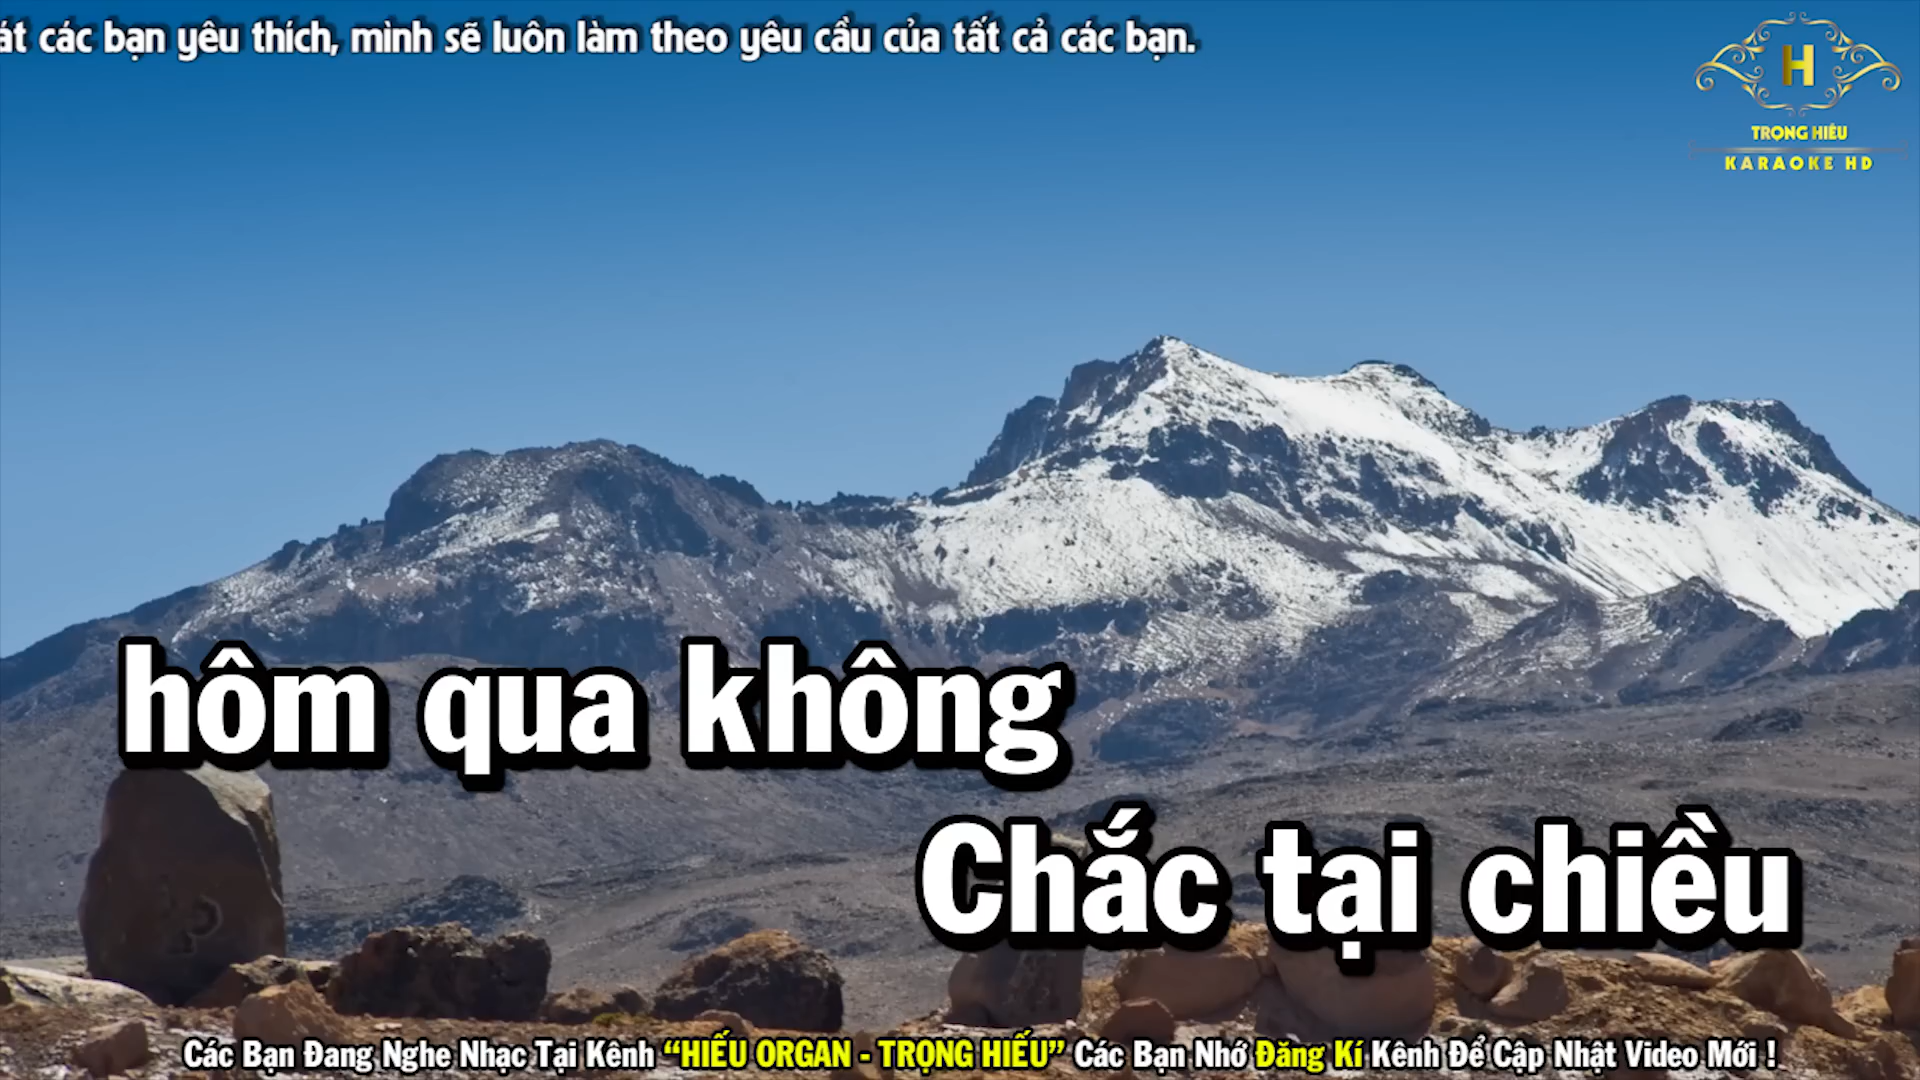 các bạn yêu thích, mình sẽ luôn làm theo yêu cầu của tất cả các bạn.
H
TRỌNG HIẾU
KARAOKE HD
hôm qua không
Chắc tại chiều
Các Bạn Đang Nghe Nhạc Tại Kênh “HIẾU ORGAN - TRỌNG HIẾU” Các Bạn Nhớ Đăng Kí Kênh Để Cập Nhật Video Mới !